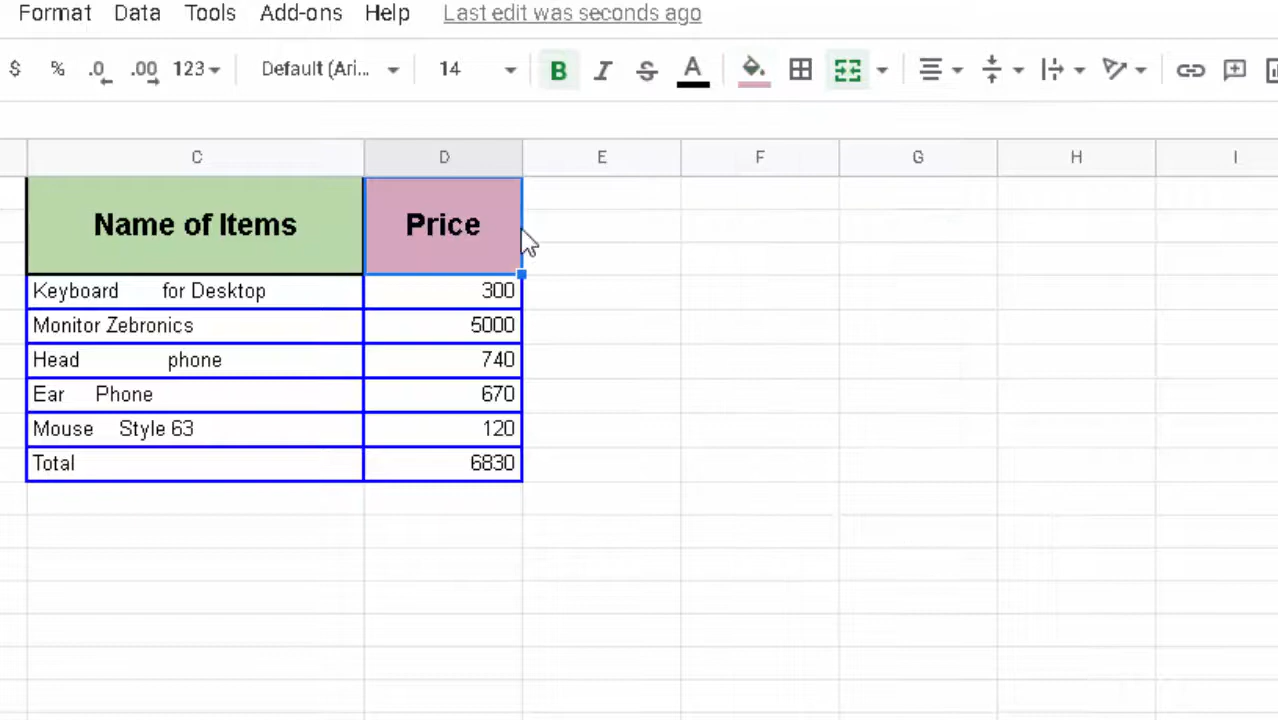 Format Data Tools Add-ons Help Last edit was seconds ago
$ % .0 .00 123 Default (Ari... 14 B I S A
C D E F G H I
Name of Items Price
Keyboard for Desktop 300
Monitor Zebronics 5000
Head phone 740
Ear Phone 670
Mouse Style 63 120
Total 6830